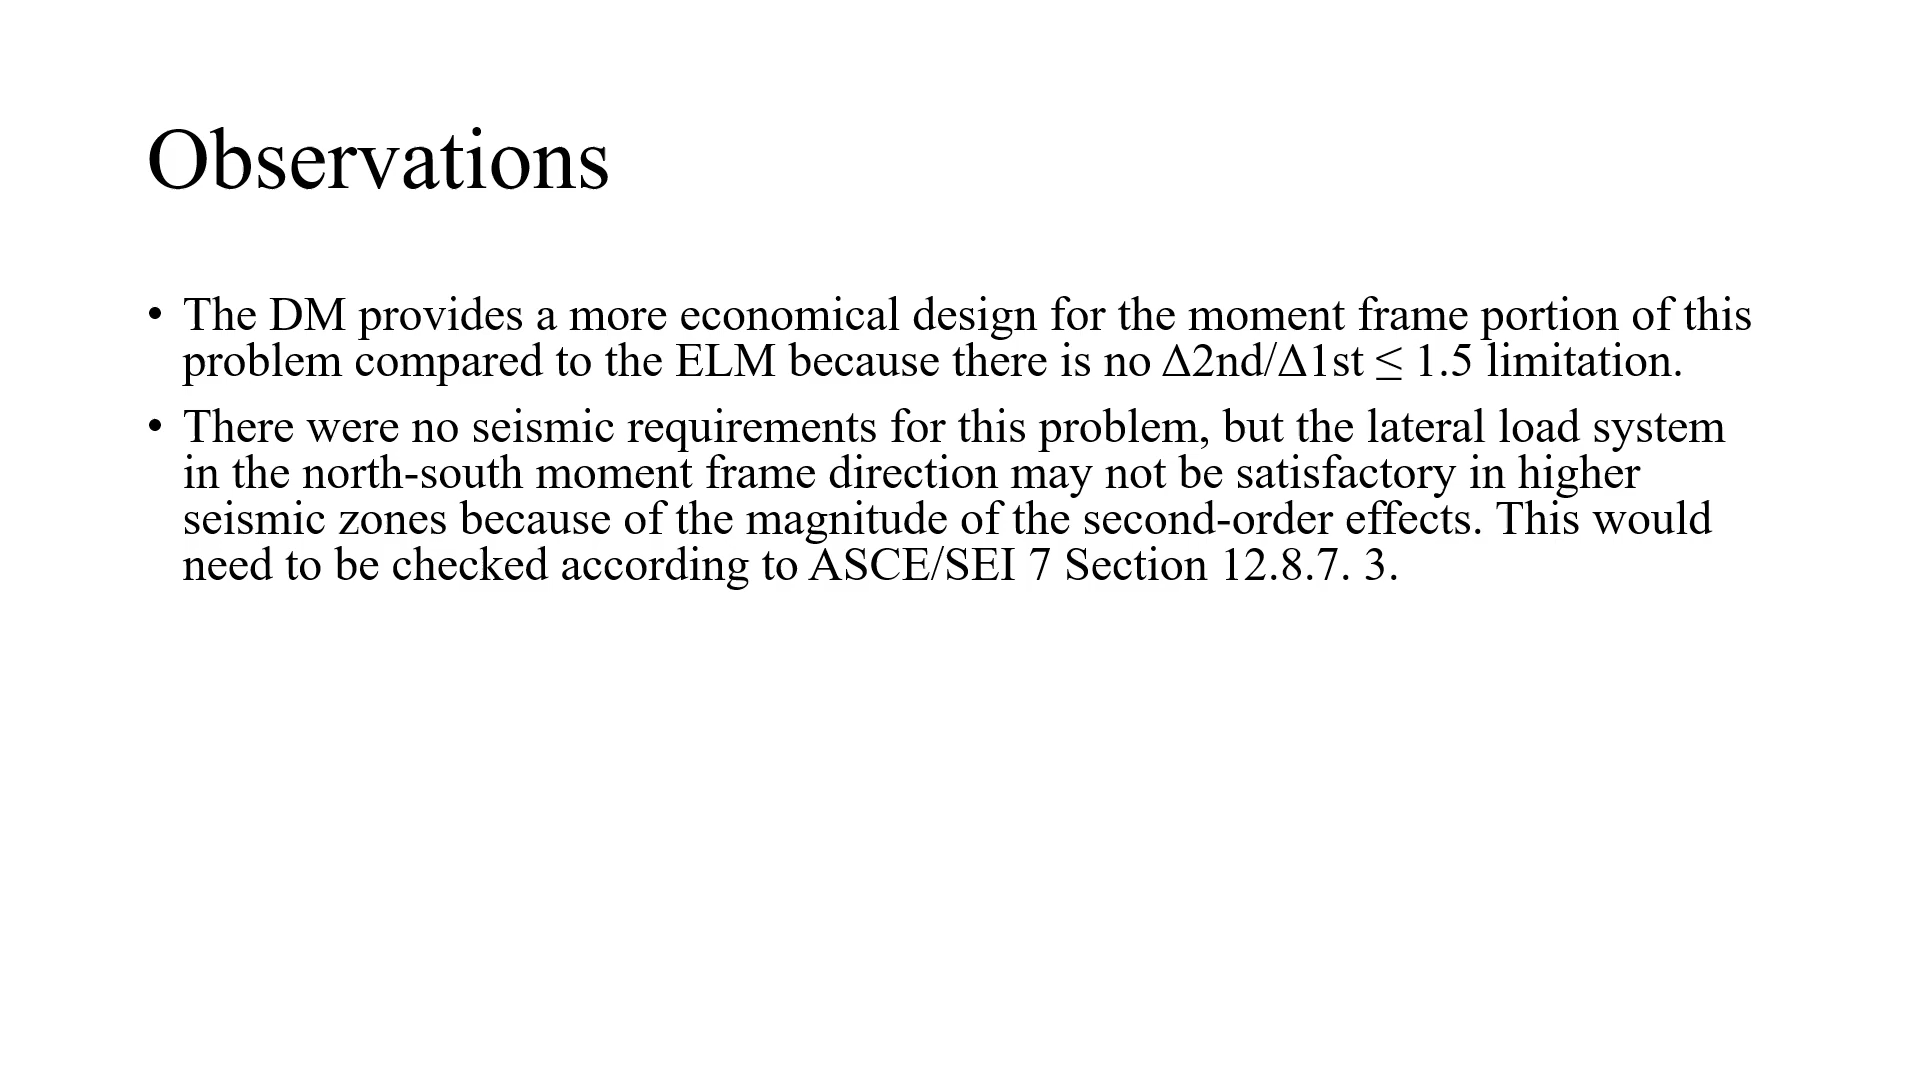 Observations
• The DM provides a more economical design for the moment frame portion of this
problem compared to the ELM because there is no Δ2nd/Δ1st ≤ 1.5 limitation.
• There were no seismic requirements for this problem, but the lateral load system
in the north-south moment frame direction may not be satisfactory in higher
seismic zones because of the magnitude of the second-order effects. This would
need to be checked according to ASCE/SEI 7 Section 12.8.7. 3.